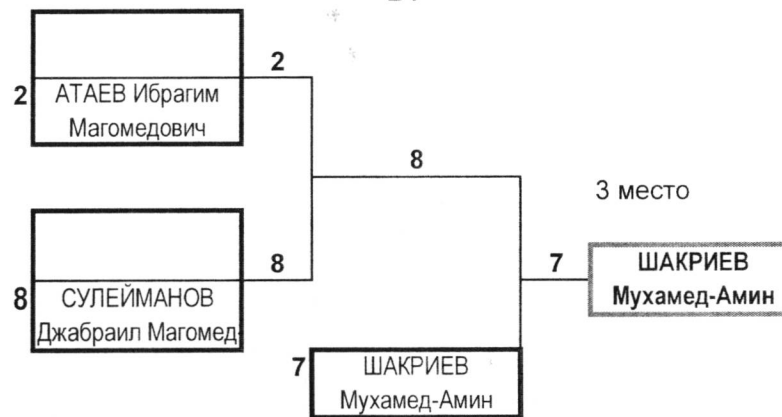 2
АТАЕВ Ибрагим
Магомедович
2
8
3 место
8
СУЛЕЙМАНОВ
Джабраил Магомед-
8
7
ШАКРИЕВ
Мухамед-Амин
7
ШАКРИЕВ
Мухамед-Амин